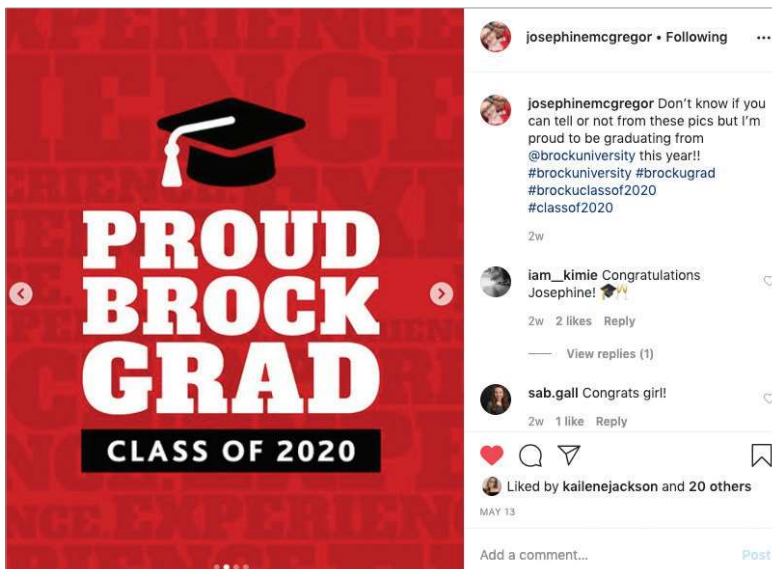 EXPERIENCE
PROUD
BROCK
GRAD
CLASS OF 2020
josephinemcgregor • Following
josephinemcgregor Don't know if you
can tell or not from these pics but I'm
proud to be graduating from
@brockuniversity this year!!
#brockuniversity #brockugrad
#brockuclassof2020
#classof2020
2w
iam__kimie Congratulations
Josephine! 🎓🥂
2w 2 likes Reply
View replies (1)
sab.gall Congrats girl!
2w 1 like Reply
Liked by kailenejackson and 20 others
MAY 13
Add a comment... Post